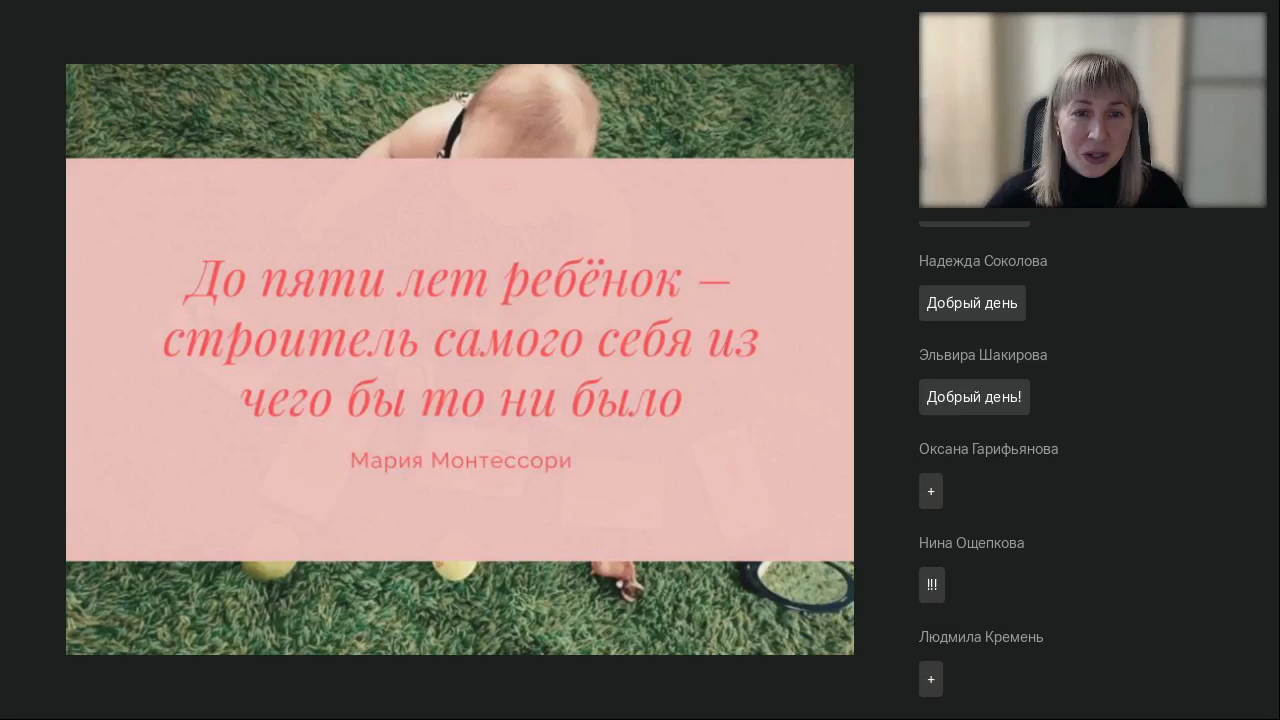 До пяти лет ребёнок –
строитель самого себя из
чего бы то ни было
Мария Монтессори
Надежда Соколова
Добрый день
Эльвира Шакирова
Добрый день!
Оксана Гарифьянова
+
Нина Ощепкова
!!!
Людмила Кремень
+